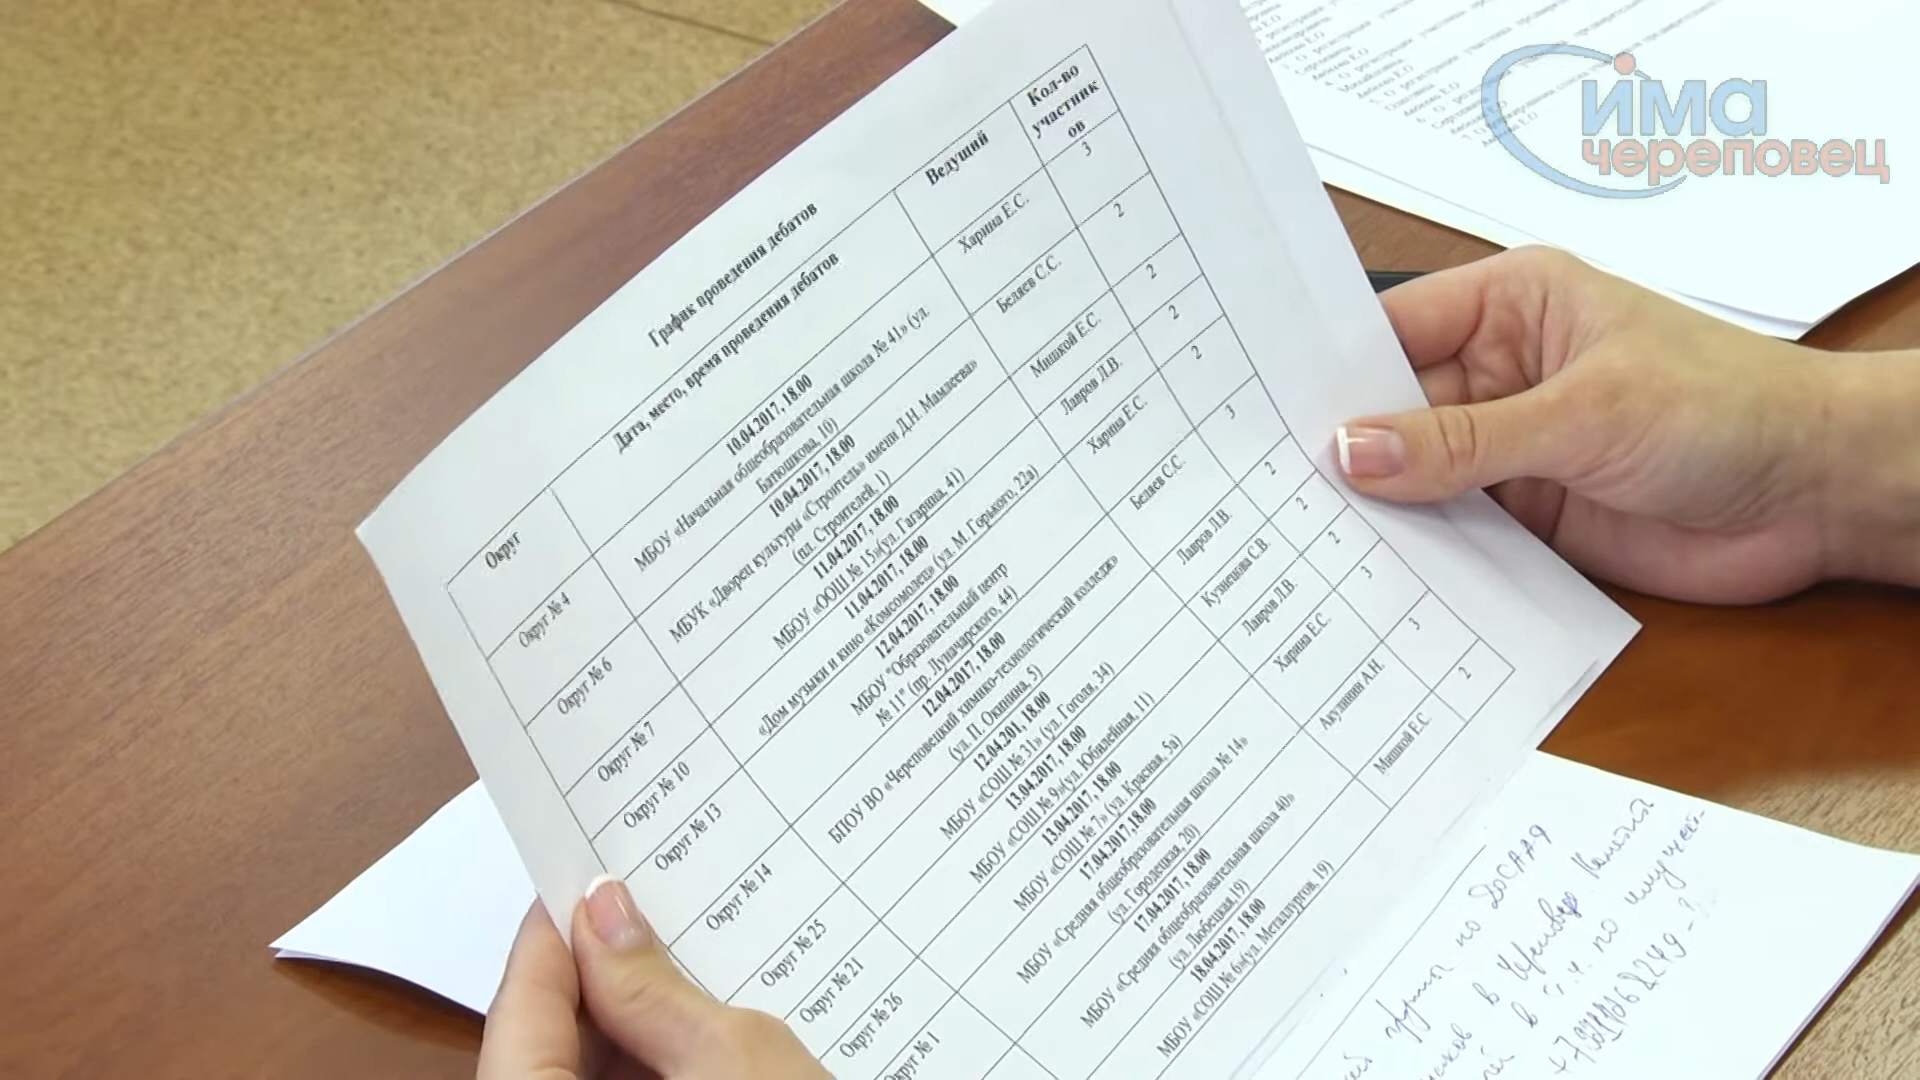 График проведения дебатов
Округ
Дата, место, время проведения дебатов
Ведущий
Кол-во
участник
ов
Округ № 4
10.04.2017, 18.00
МБОУ «Начальная общеобразовательная школа № 41» (ул.
Батюшкова, 10)
Харина Е.С.
3
Округ № 6
10.04.2017, 18.00
МБУК «Дворец культуры «Строитель» имени Д.Н. Мамлеева»
(пл. Строителей, 1)
Беляев С.С.
2
Округ № 7
11.04.2017, 18.00
МБОУ «ООШ № 15»(ул. Гагарина, 41)
Мишкой Е.С.
2
Округ № 10
11.04.2017, 18.00
«Дом музыки и кино «Комсомолец» (ул. М. Горького, 22а)
Лавров Л.В.
2
Округ № 13
12.04.2017, 18.00
МБОУ "Образовательный центр
№ 11" (пр. Луначарского, 44)
Харина Е.С.
2
Округ № 14
12.04.2017, 18.00
БПОУ ВО «Череповецкий химико-технологический колледж»
(ул. П. Окинина, 5)
Беляев С.С.
3
Округ № 25
12.04.201, 18.00
МБОУ «СОШ № 31» (ул. Гоголя, 34)
Лавров Л.В.
2
Округ № 21
13.04.2017, 18.00
МБОУ «СОШ № 9»(ул. Юбилейная, 11)
Кузнецова С.В.
2
Округ № 26
13.04.2017, 18.00
МБОУ «СОШ № 7» (ул. Красная, 5а)
Лавров Л.В.
2
Округ № 1
17.04.2017,18.00
МБОУ «Средняя общеобразовательная школа № 14»
(ул. Городецкая, 20)
Харина Е.С.
3
17.04.2017, 18.00
МБОУ «Средняя общеобразовательная школа 40»
(ул. Любецкая,19)
Акулинин А.Н.
3
18.04.2017, 18.00
МБОУ «СОШ № 6»(ул. Металлургов, 19)
Мишкой Е.С.
2
группы по ДОСААФ
в
в т.ч. по
Сима
череповец